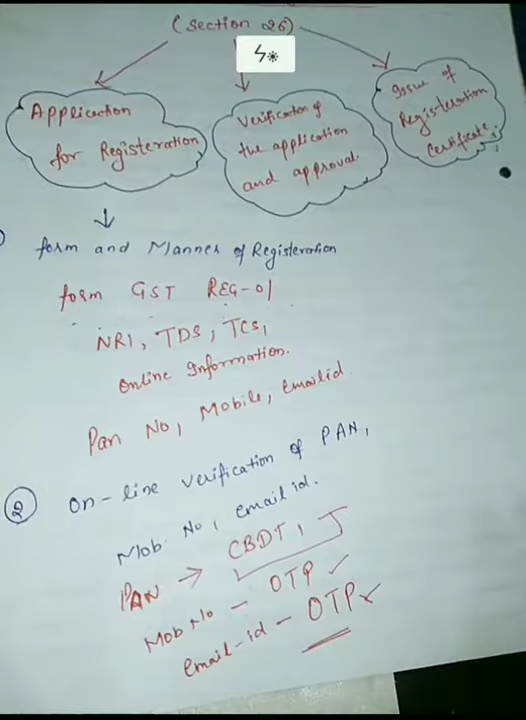 (Section 26)
Application
for Registeration
Verification of
the application
and approval.
Issue of
Registeration
Certificate.
form and Manner of Registeration
form GST REG-01
NRI, TDS, TCS,
Online Information.
Pan No, Mobile, Emailid.
2 On-line verification of PAN,
Mob. No, email id.
PAN → CBDT,
Mob No - OTP ✓
Email-id - OTP ✓